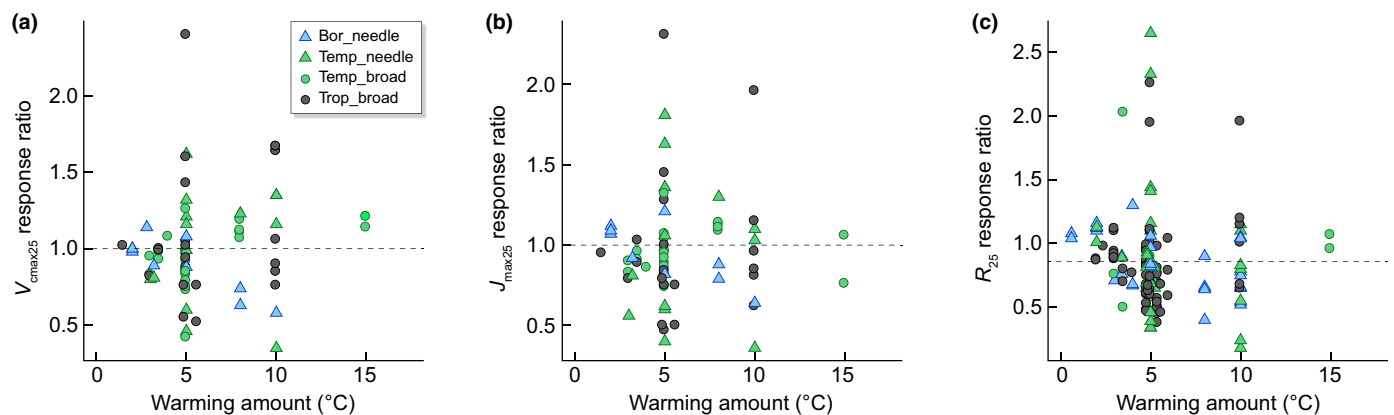 (a)
Vcmax25 response ratio
2.0
1.5
1.0
0.5
0 5 10 15
Warming amount (°C)
Bor_needle
Temp_needle
Temp_broad
Trop_broad
(b)
Jmax25 response ratio
2.0
1.5
1.0
0.5
0 5 10 15
Warming amount (°C)
(c)
R25 response ratio
2.5
2.0
1.5
1.0
0.5
0 5 10 15
Warming amount (°C)